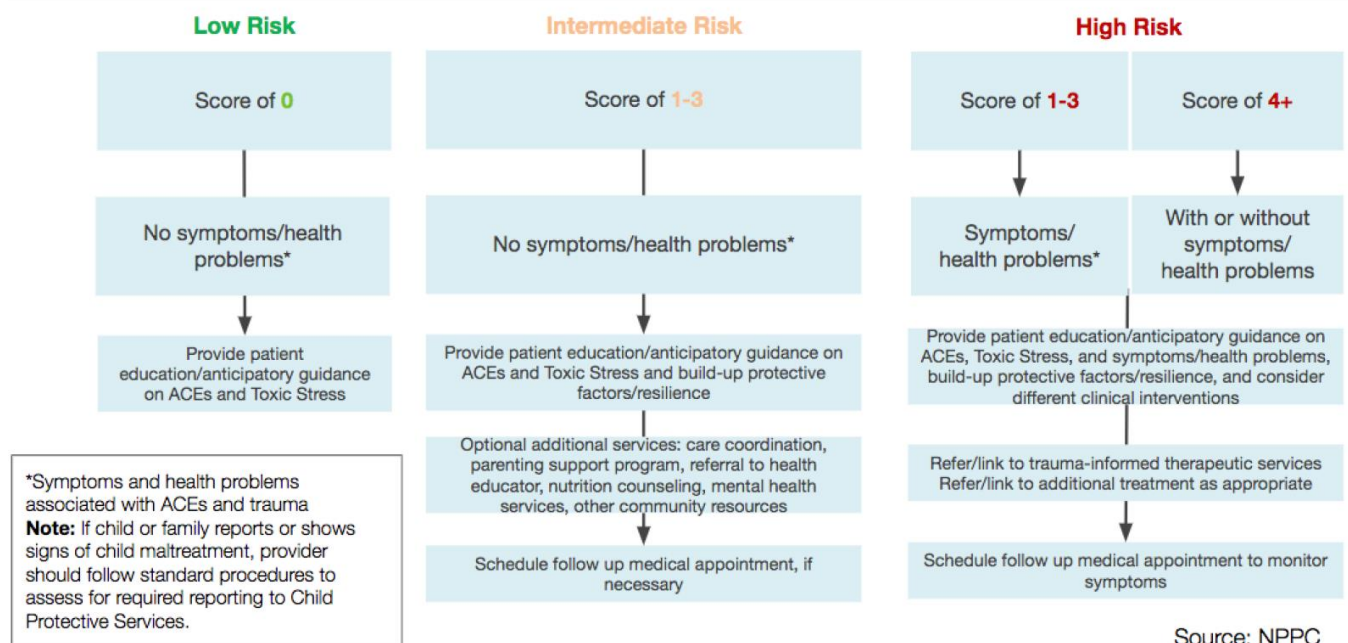 Low Risk
Score of 0
No symptoms/health
problems*
Provide patient
education/anticipatory guidance
on ACEs and Toxic Stress
*Symptoms and health problems
associated with ACEs and trauma
Note: If child or family reports or shows
signs of child maltreatment, provider
should follow standard procedures to
assess for required reporting to Child
Protective Services.
Intermediate Risk
Score of 1-3
No symptoms/health problems*
Provide patient education/anticipatory guidance on
ACEs and Toxic Stress and build-up protective
factors/resilience
Optional additional services: care coordination,
parenting support program, referral to health
educator, nutrition counseling, mental health
services, other community resources
Schedule follow up medical appointment, if
necessary
High Risk
Score of 1-3
Symptoms/
health problems*
Score of 4+
With or without
symptoms/
health problems
Provide patient education/anticipatory guidance on
ACEs, Toxic Stress, and symptoms/health problems,
build-up protective factors/resilience, and consider
different clinical interventions
Refer/link to trauma-informed therapeutic services
Refer/link to additional treatment as appropriate
Schedule follow up medical appointment to monitor
symptoms
Source: NPPC